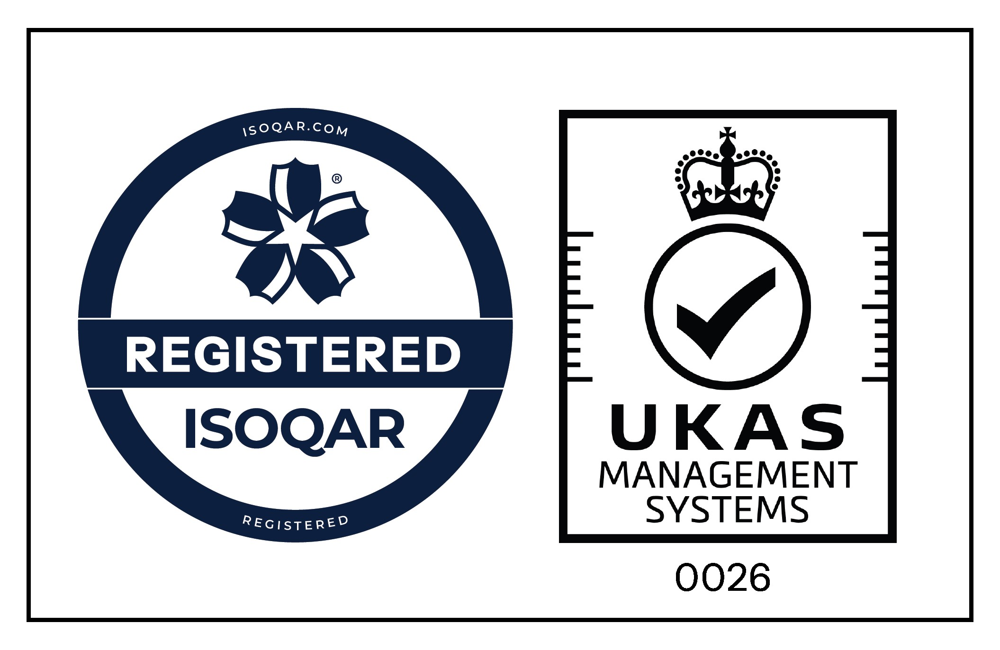 ISOQAR.COM
®
REGISTERED
ISOQAR
REGISTERED
UKAS
MANAGEMENT
SYSTEMS
0026